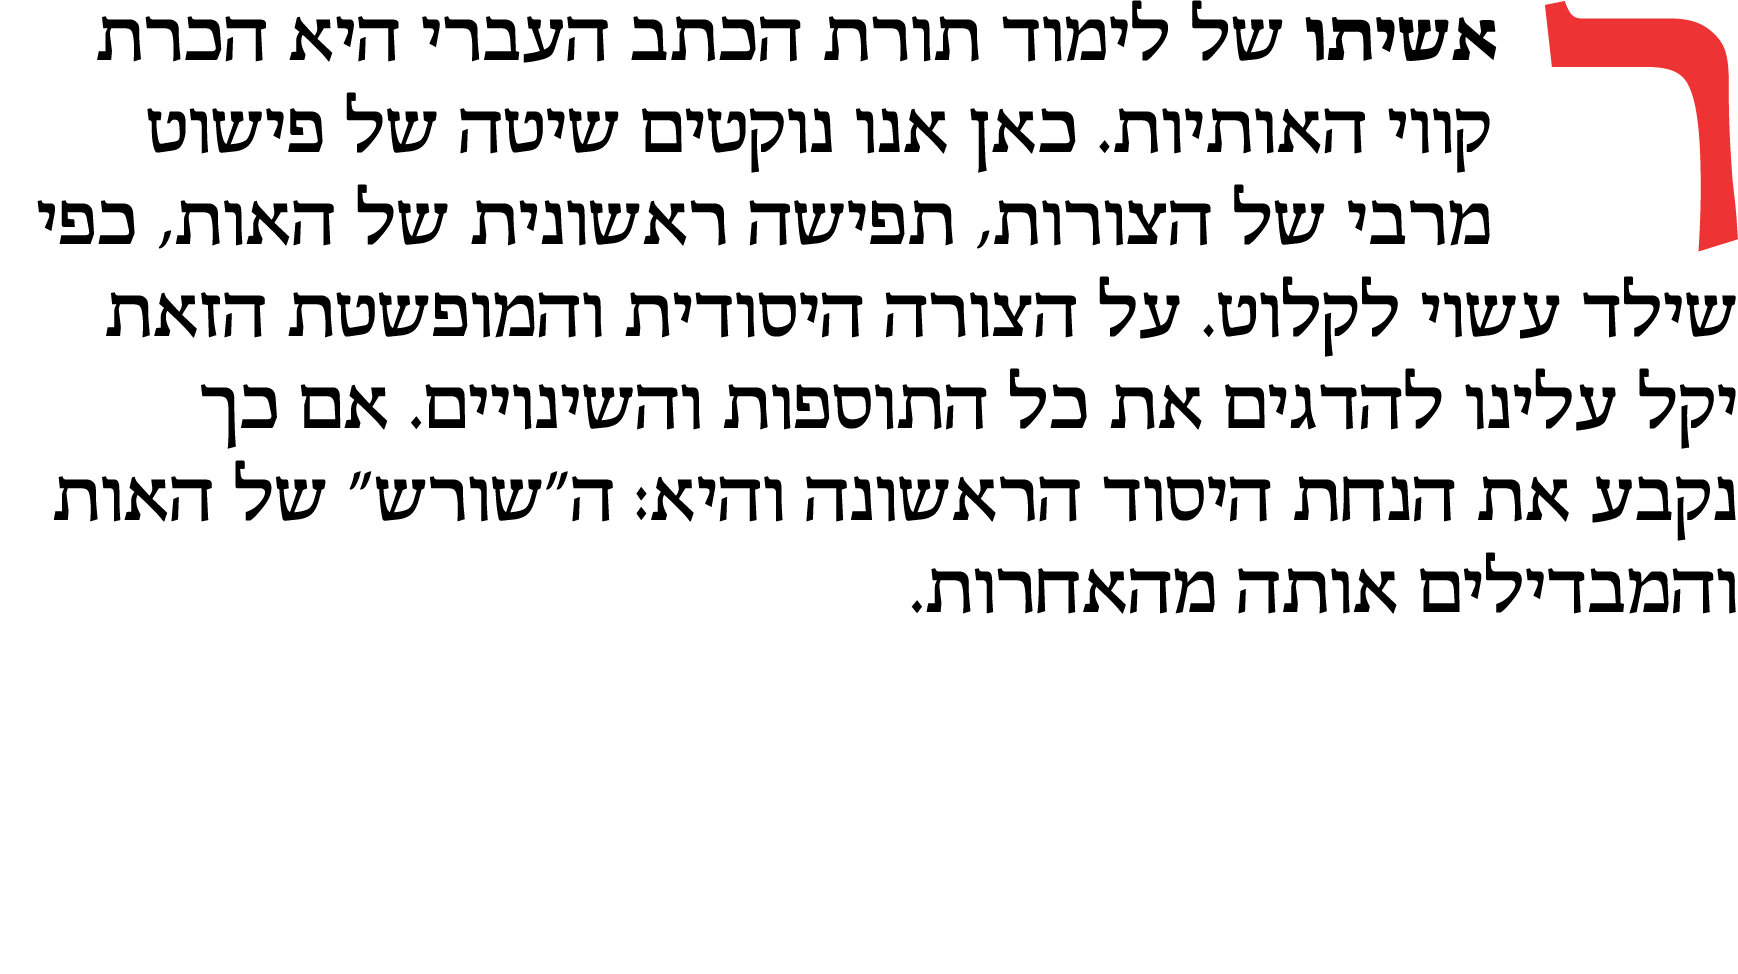 ראשיתו של לימוד תורת הכתב העברי היא הכרת
קווי האותיות. כאן אנו נוקטים שיטה של פישוט
מרבי של הצורות, תפישה ראשונית של האות, כפי
שילד עשוי לקלוט. על הצורה היסודית והמופשטת הזאת
יקל עלינו להדגים את כל התוספות והשינויים. אם כך
נקבע את הנחת היסוד הראשונה והיא: ה"שורש" של האות
והמבדילים אותה מהאחרות.